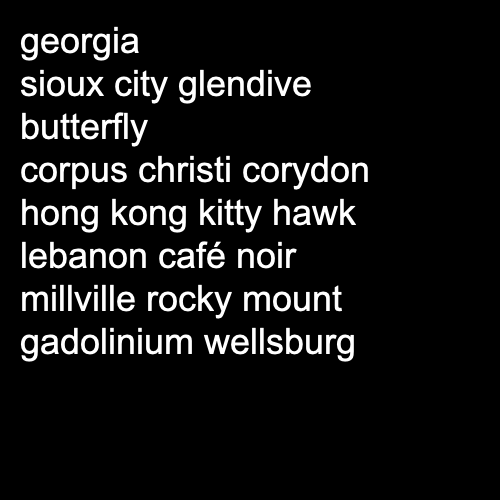 georgia
sioux city glendive
butterfly
corpus christi corydon
hong kong kitty hawk
lebanon café noir
millville rocky mount
gadolinium wellsburg